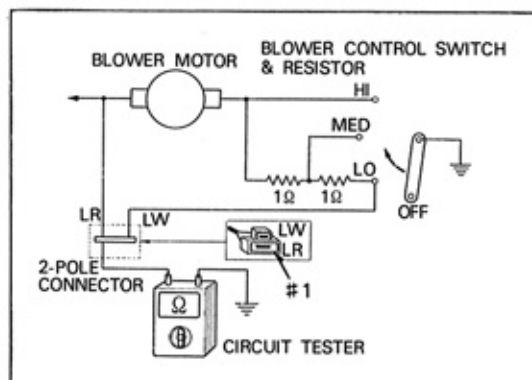 BLOWER CONTROL SWITCH
BLOWER MOTOR
& RESISTOR
HI
MED
LO
1Ω
1Ω
OFF
LR
LW
LW
LR
2-POLE
CONNECTOR
#1
Ω
CIRCUIT TESTER